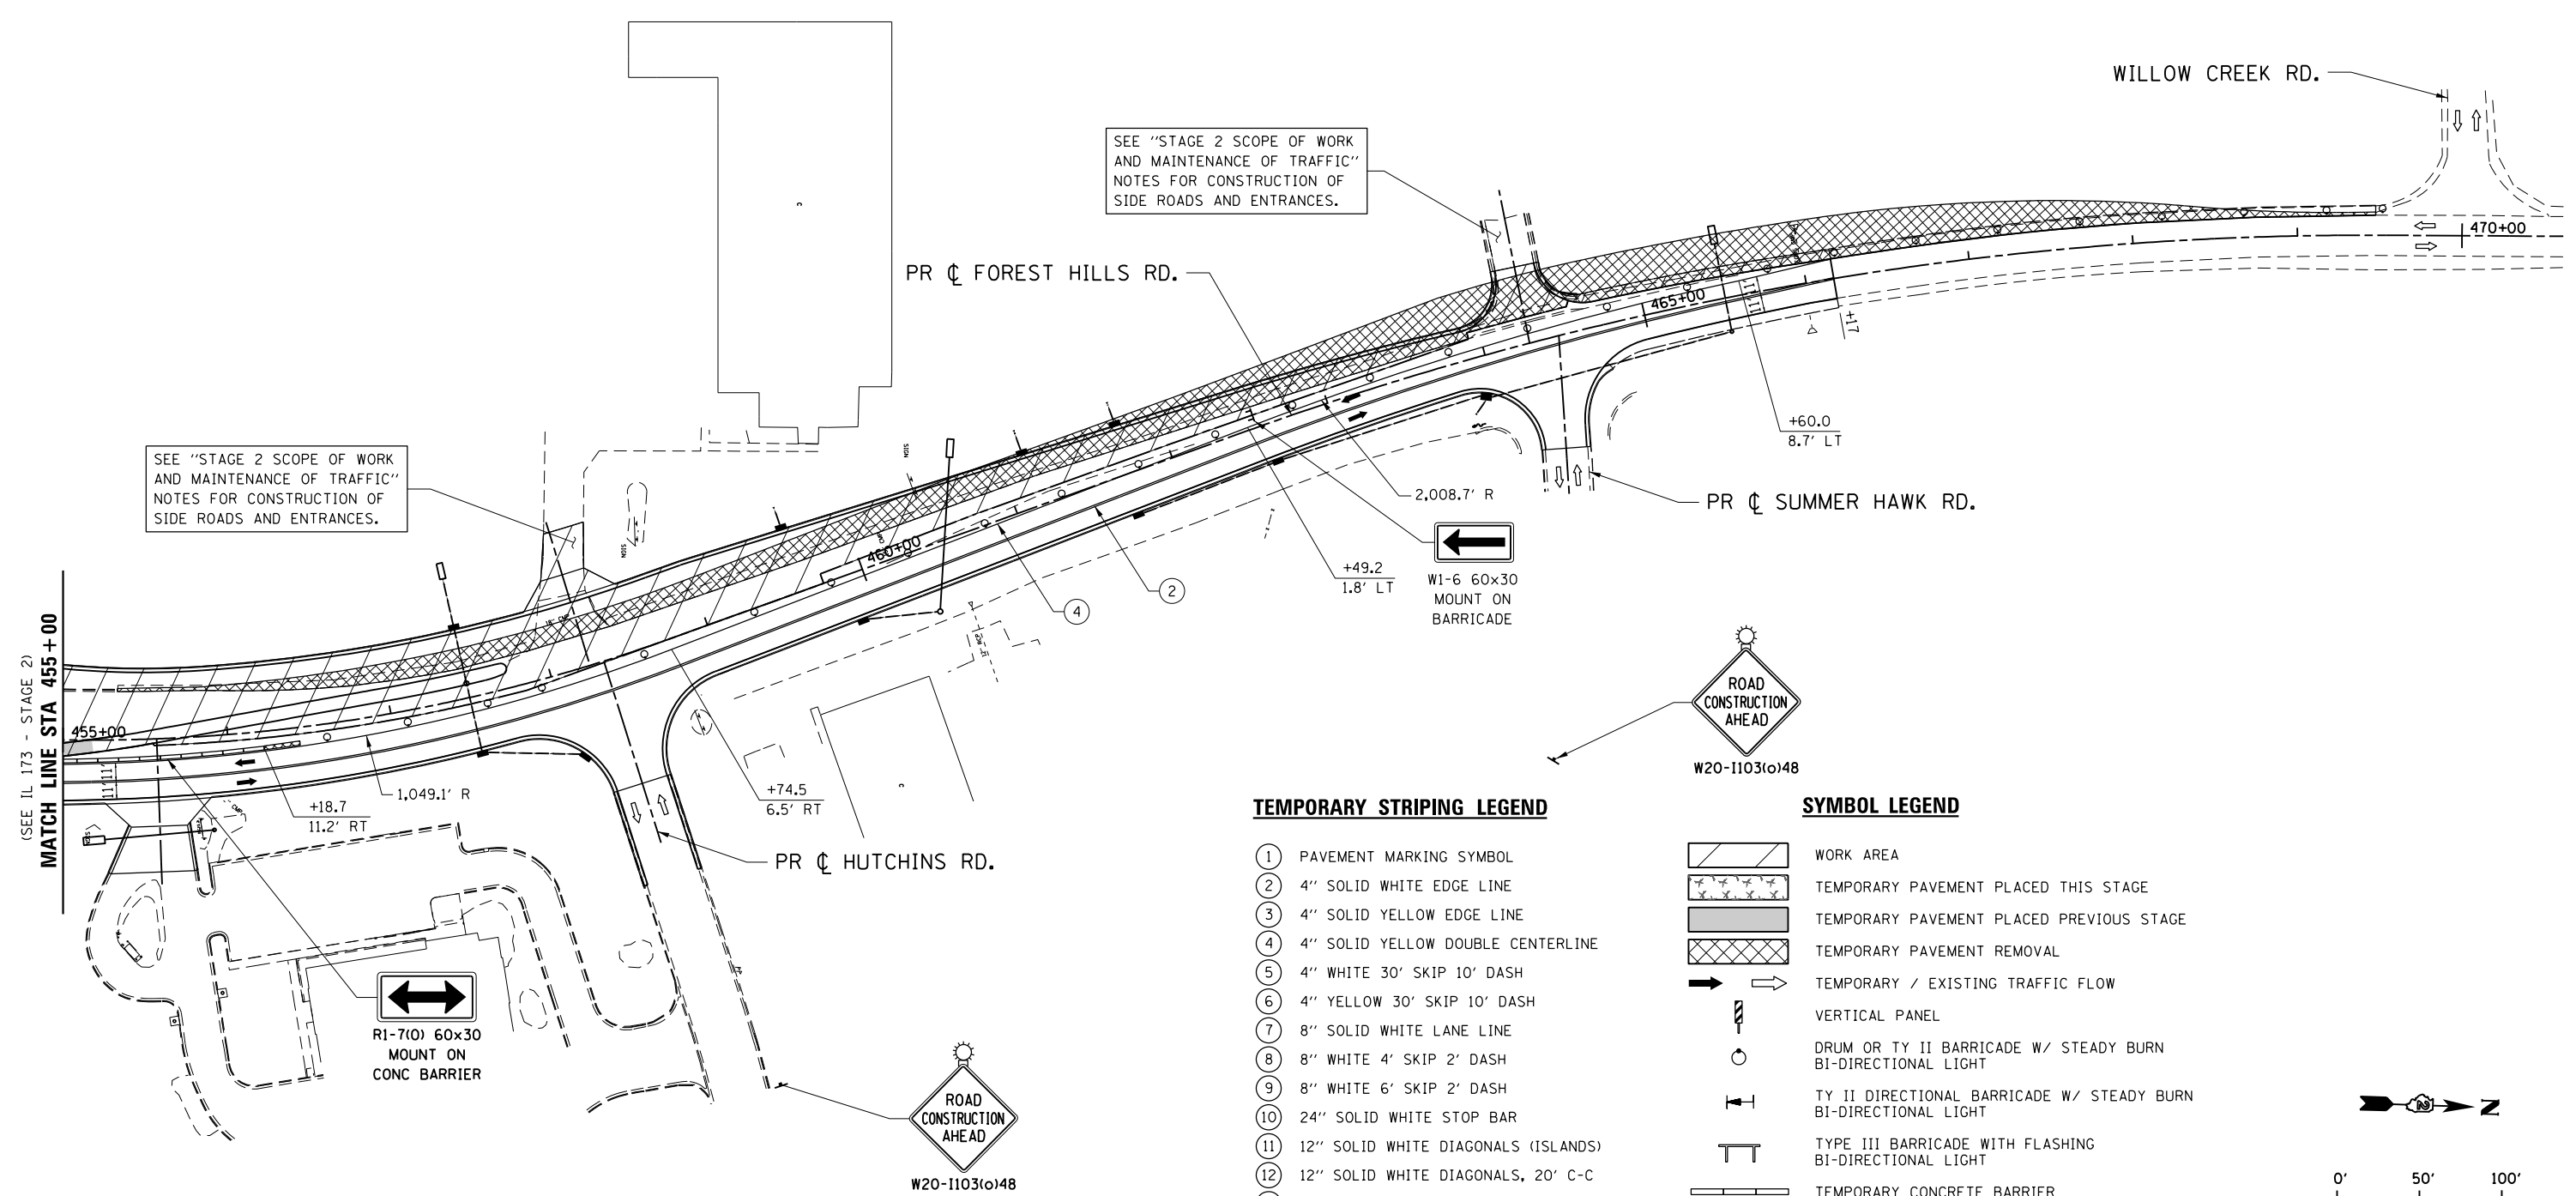 WILLOW CREEK RD.
SEE "STAGE 2 SCOPE OF WORK
AND MAINTENANCE OF TRAFFIC"
NOTES FOR CONSTRUCTION OF
SIDE ROADS AND ENTRANCES.
470+00
PR ℄ FOREST HILLS RD.
465+00
11'
11'
+17
+60.0
8.7' LT
SEE "STAGE 2 SCOPE OF WORK
AND MAINTENANCE OF TRAFFIC"
NOTES FOR CONSTRUCTION OF
SIDE ROADS AND ENTRANCES.
SIGN
SIGN
2,008.7' R
PR ℄ SUMMER HAWK RD.
460+00
+49.2
1.8' LT
W1-6 60x30
MOUNT ON
BARRICADE
2
4
(SEE IL 173 - STAGE 2)
MATCH LINE STA 455+00
455+00
11'
11'
1,049.1' R
+18.7
11.2' RT
+74.5
6.5' RT
PR ℄ HUTCHINS RD.
ROAD
CONSTRUCTION
AHEAD
W20-I103(o)48
R1-7(O) 60x30
MOUNT ON
CONC BARRIER
ROAD
CONSTRUCTION
AHEAD
W20-I103(o)48
TEMPORARY STRIPING LEGEND
1 PAVEMENT MARKING SYMBOL
2 4" SOLID WHITE EDGE LINE
3 4" SOLID YELLOW EDGE LINE
4 4" SOLID YELLOW DOUBLE CENTERLINE
5 4" WHITE 30' SKIP 10' DASH
6 4" YELLOW 30' SKIP 10' DASH
7 8" SOLID WHITE LANE LINE
8 8" WHITE 4' SKIP 2' DASH
9 8" WHITE 6' SKIP 2' DASH
10 24" SOLID WHITE STOP BAR
11 12" SOLID WHITE DIAGONALS (ISLANDS)
12 12" SOLID WHITE DIAGONALS, 20' C-C
SYMBOL LEGEND
WORK AREA
TEMPORARY PAVEMENT PLACED THIS STAGE
TEMPORARY PAVEMENT PLACED PREVIOUS STAGE
TEMPORARY PAVEMENT REMOVAL
TEMPORARY / EXISTING TRAFFIC FLOW
VERTICAL PANEL
DRUM OR TY II BARRICADE W/ STEADY BURN
BI-DIRECTIONAL LIGHT
TY II DIRECTIONAL BARRICADE W/ STEADY BURN
BI-DIRECTIONAL LIGHT
TYPE III BARRICADE WITH FLASHING
BI-DIRECTIONAL LIGHT
TEMPORARY CONCRETE BARRIER
2 N
0' 50' 100'